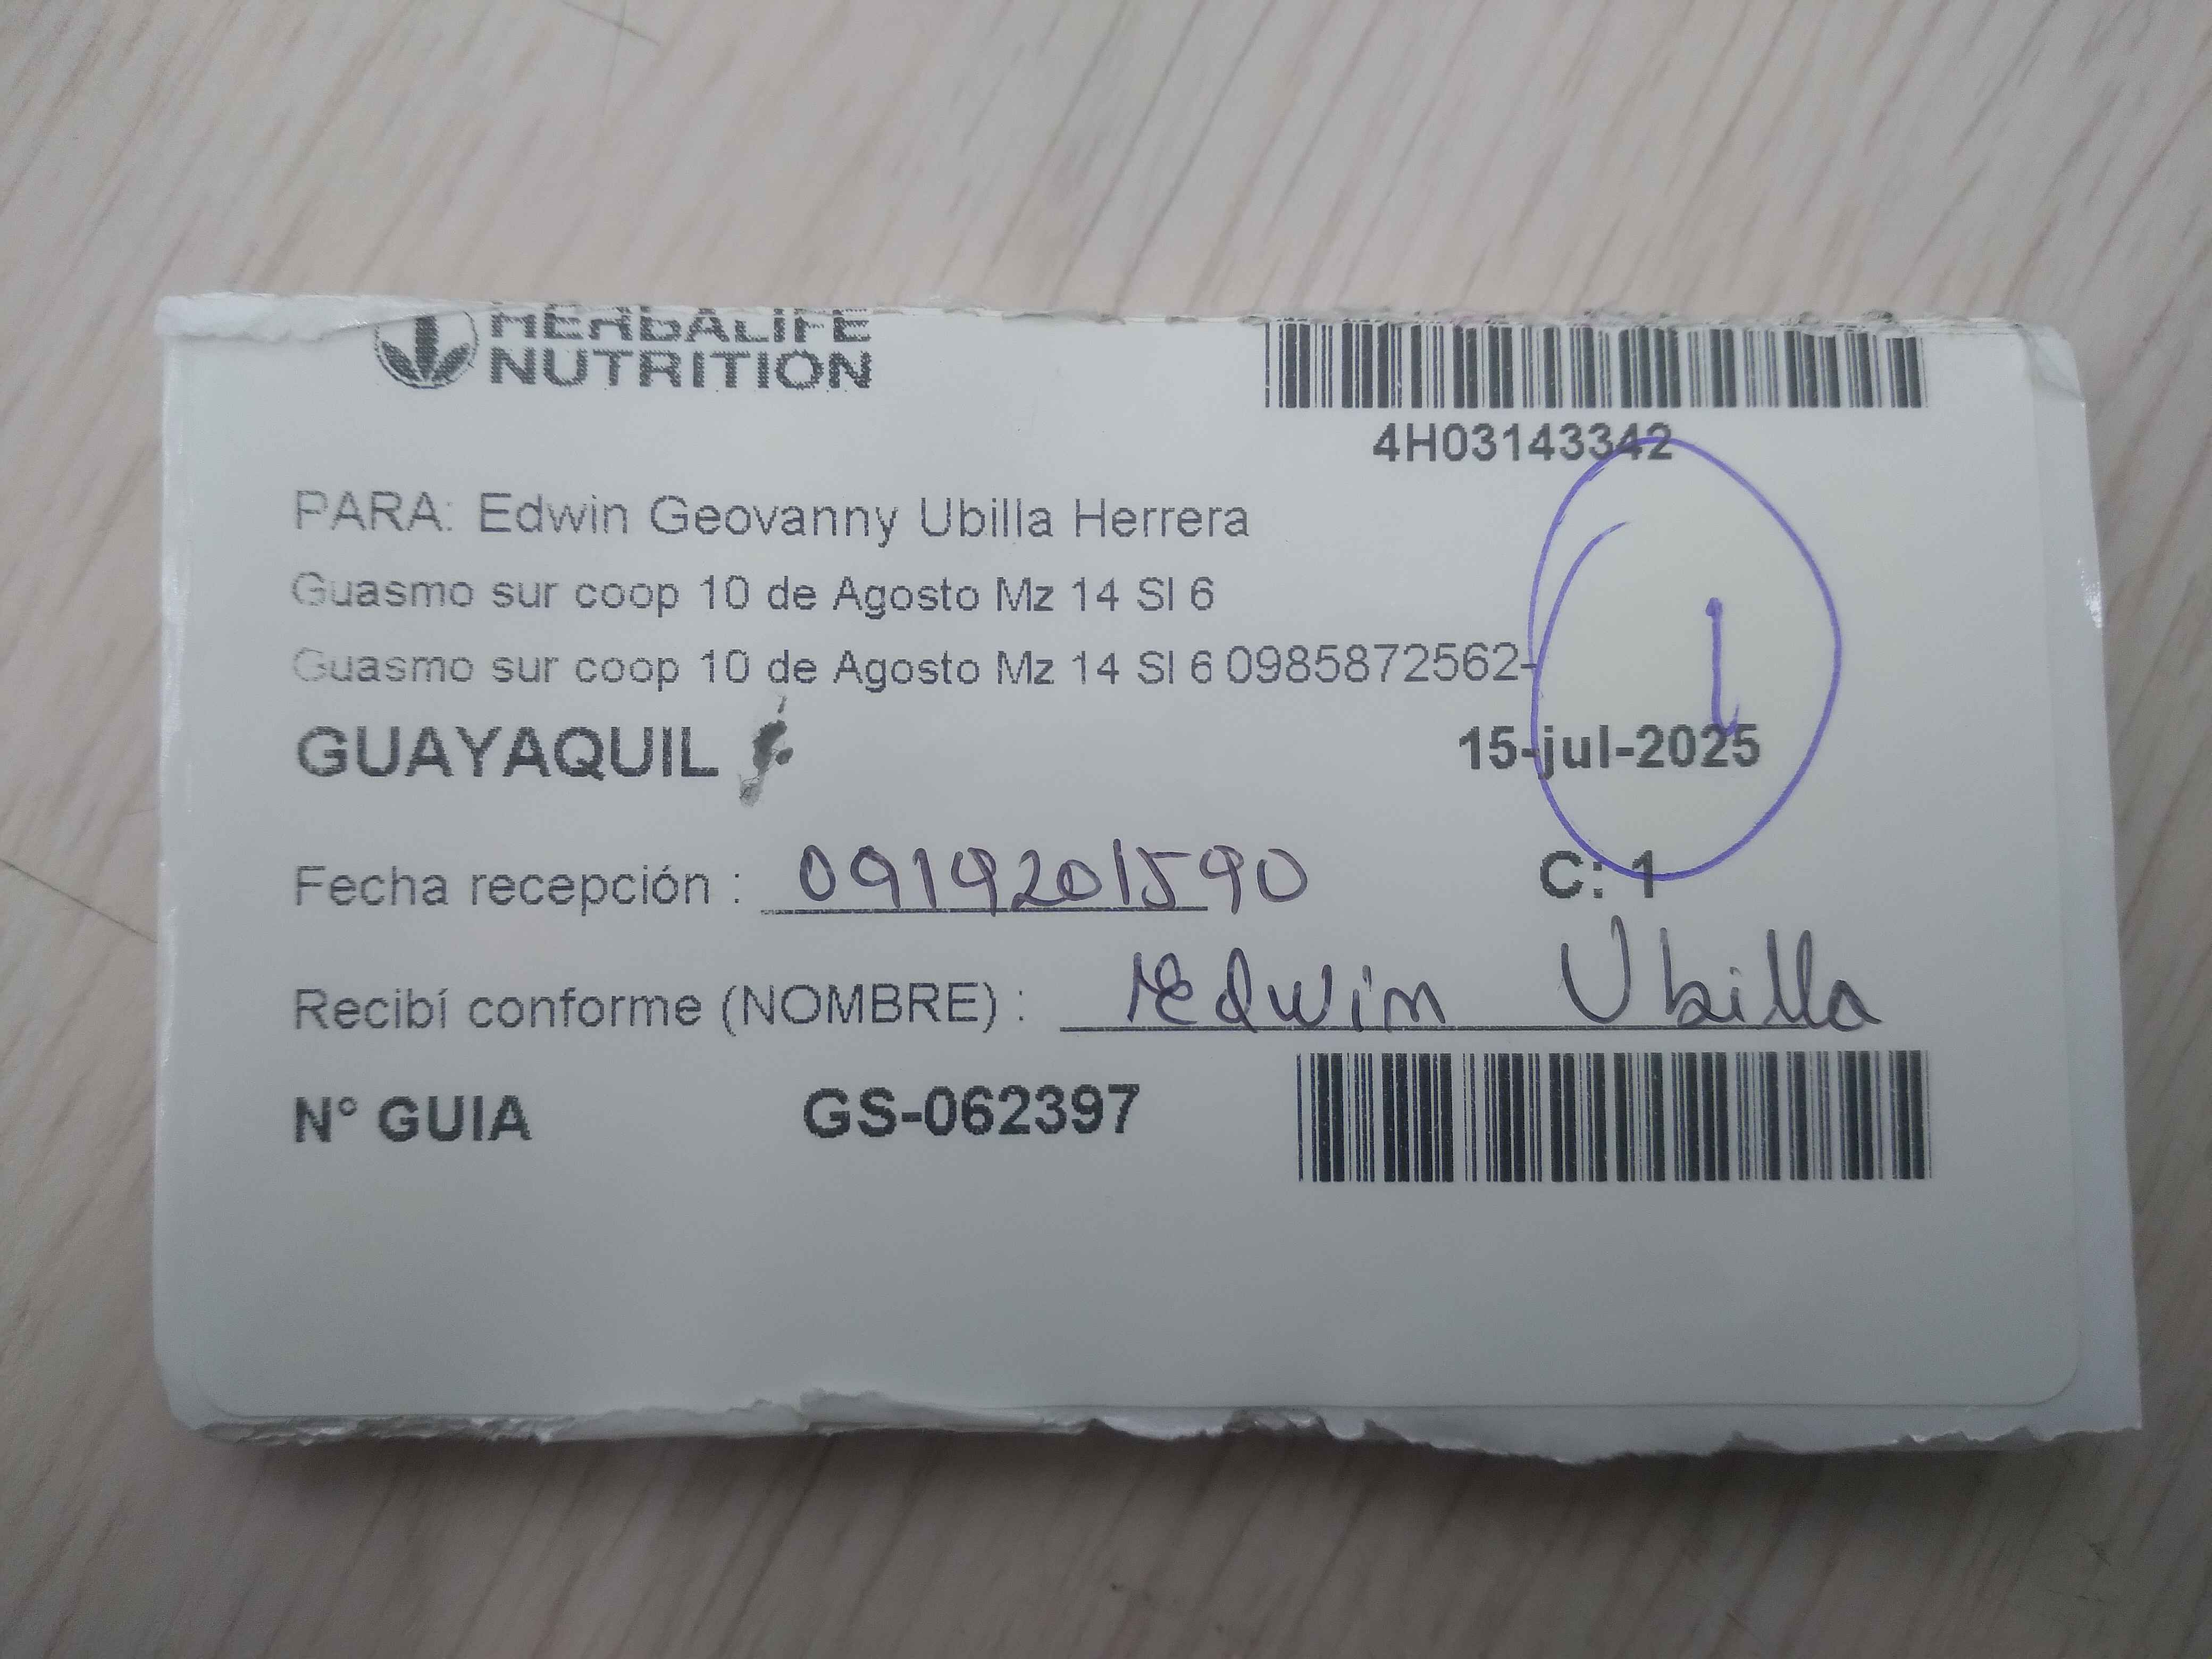 HERBALIFE
NUTRITION
4H03143342
PARA: Edwin Geovanny Ubilla Herrera
Guasmo sur coop 10 de Agosto Mz 14 Sl 6
Guasmo sur coop 10 de Agosto Mz 14 Sl 6 0985872562-
1
GUAYAQUIL 15-jul-2025
Fecha recepción : 0919201590 C: 1
Recibí conforme (NOMBRE) : Edwin Ubilla
N° GUIA GS-062397